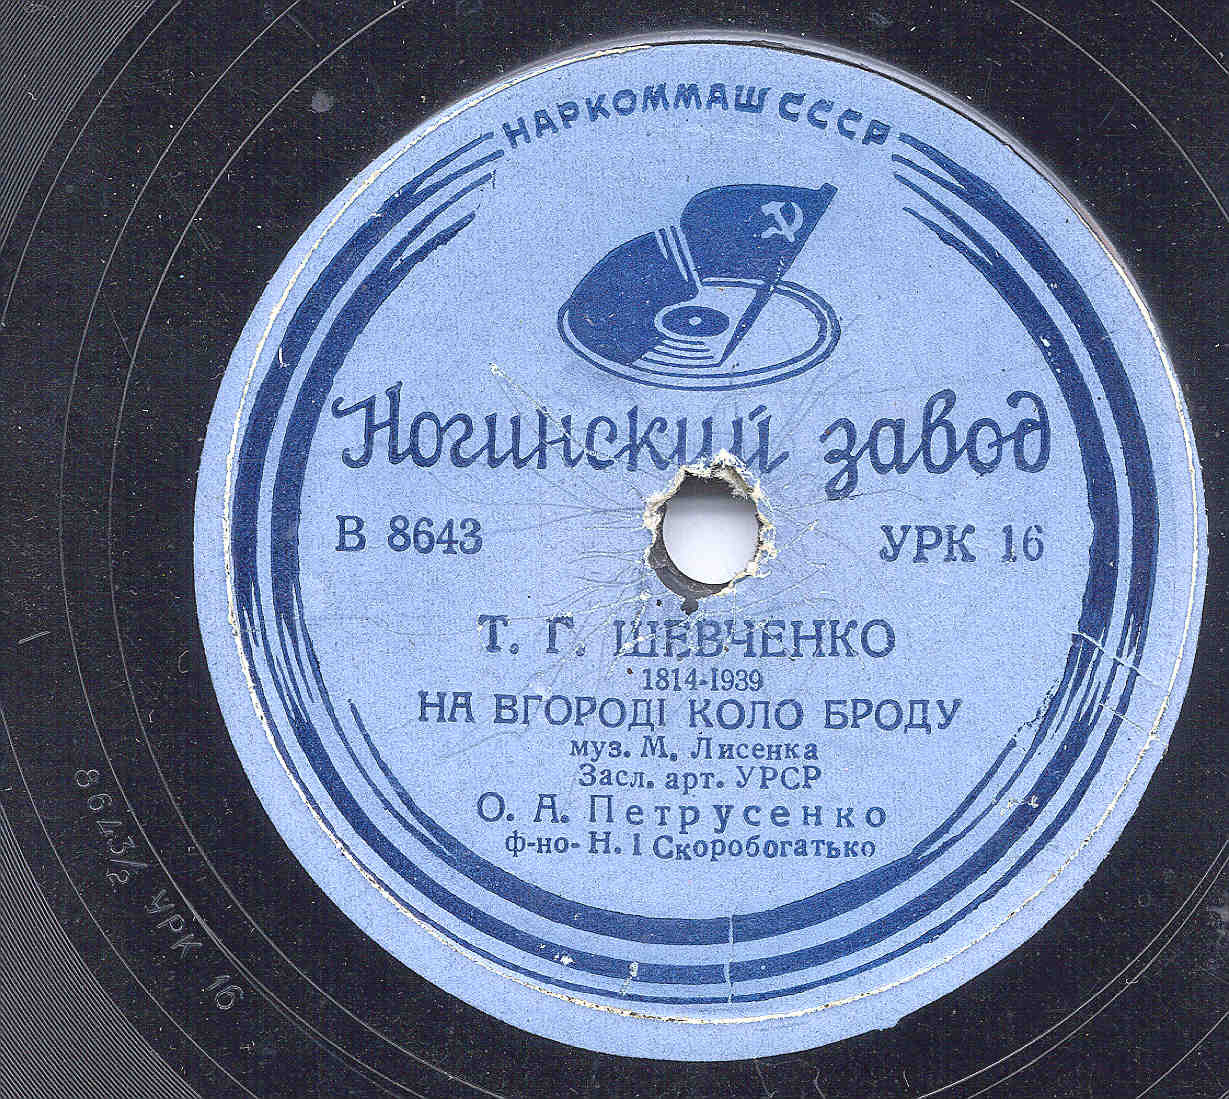 НАРКОММАШ СССР
Ногинский завод
В 8643
УРК 16
Т. Г. ШЕВЧЕНКО
1814-1939
НА ВГОРОДІ КОЛО БРОДУ
муз. М. Лисенка
Засл. арт. УРСР
О. А. Петрусенко
ф-но- Н. І Скоробогатько
8643/2 УРК 16